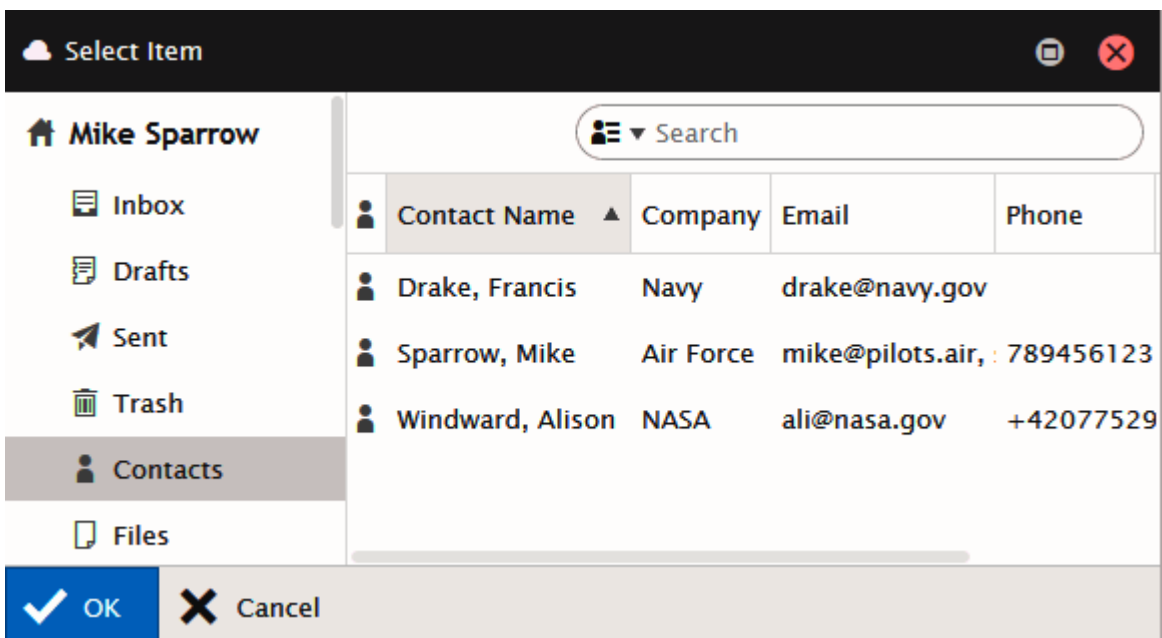 Select Item
Mike Sparrow
Inbox
Drafts
Sent
Trash
Contacts
Files
Search
Contact Name Company Email Phone
Drake, Francis Navy drake@navy.gov
Sparrow, Mike Air Force mike@pilots.air, 789456123
Windward, Alison NASA ali@nasa.gov +42077529
OK Cancel